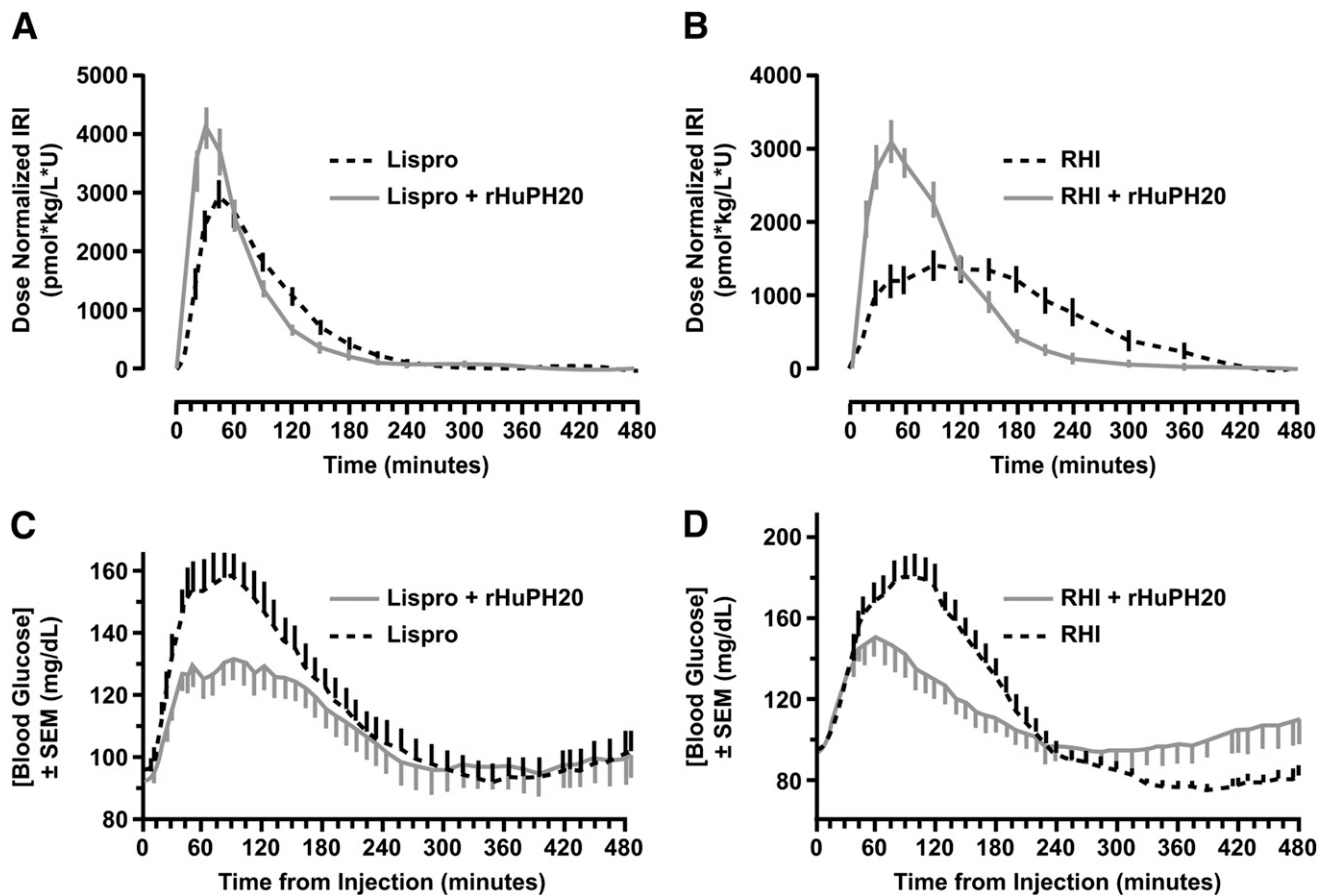 A
Dose Normalized IRI
(pmol*kg/L*U)
5000
4000
3000
2000
1000
0
Lispro
Lispro + rHuPH20
0 60 120 180 240 300 360 420 480
Time (minutes)
B
Dose Normalized IRI
(pmol*kg/L*U)
4000
3000
2000
1000
0
RHI
RHI + rHuPH20
0 60 120 180 240 300 360 420 480
Time (minutes)
C
[Blood Glucose]
± SEM (mg/dL)
160
140
120
100
80
Lispro + rHuPH20
Lispro
0 60 120 180 240 300 360 420 480
Time from Injection (minutes)
D
[Blood Glucose]
± SEM (mg/dL)
200
160
120
80
RHI + rHuPH20
RHI
0 60 120 180 240 300 360 420 480
Time from Injection (minutes)